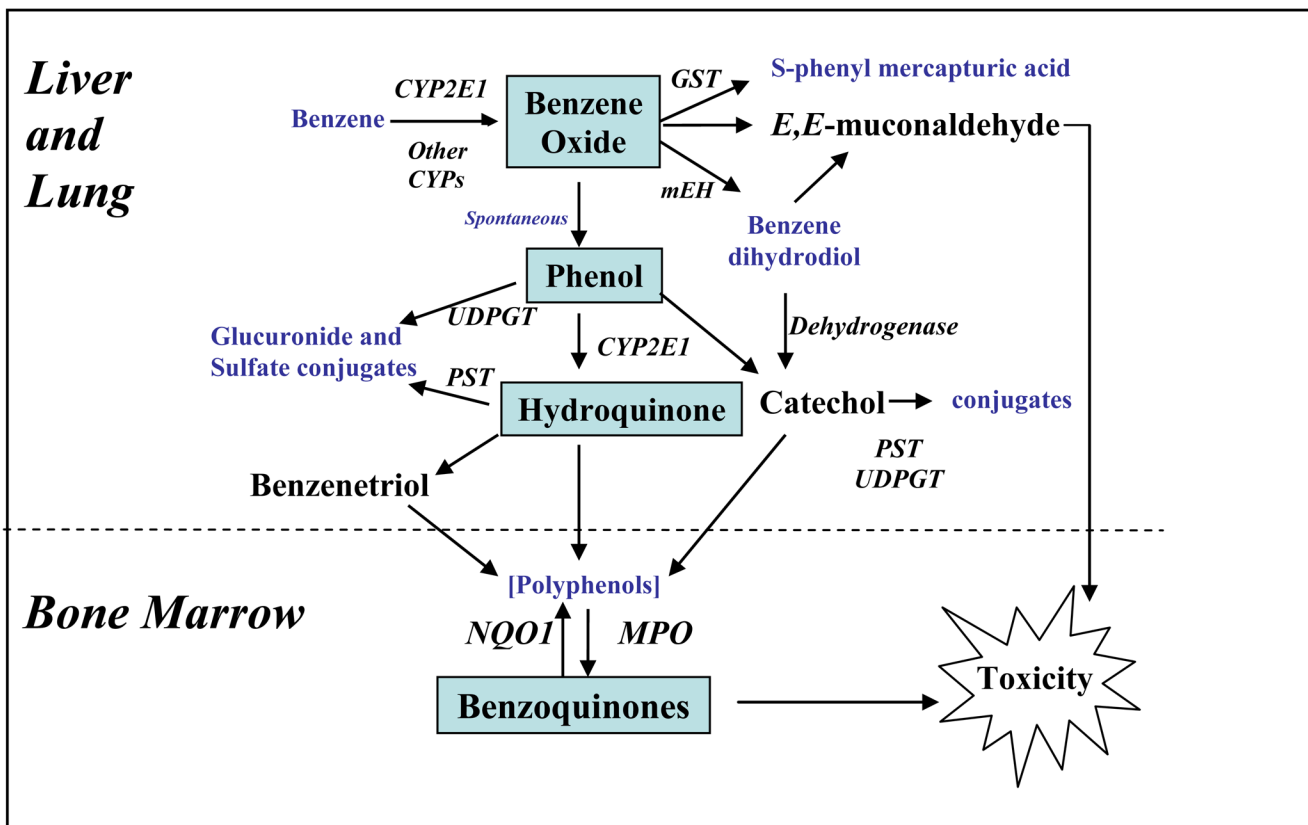 Liver
and
Lung
Benzene
CYP2E1
Other
CYPs
Benzene
Oxide
GST
S-phenyl mercapturic acid
E,E-muconaldehyde
mEH
Benzene
dihydrodiol
Spontaneous
Phenol
UDPGT
Glucuronide and
Sulfate conjugates
PST
CYP2E1
Dehydrogenase
Hydroquinone
Catechol
conjugates
PST
UDPGT
Benzenetriol
Bone Marrow
[Polyphenols]
NQO1
MPO
Benzoquinones
Toxicity